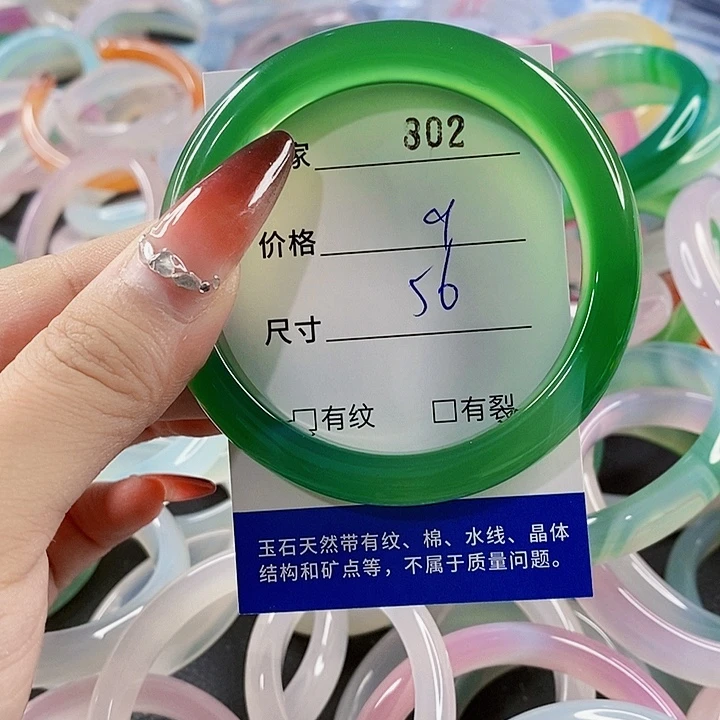 家 302
价格 9
尺寸 56
□有纹 □有裂
玉石天然带有纹、棉、水线、晶体
结构和矿点等，不属于质量问题。